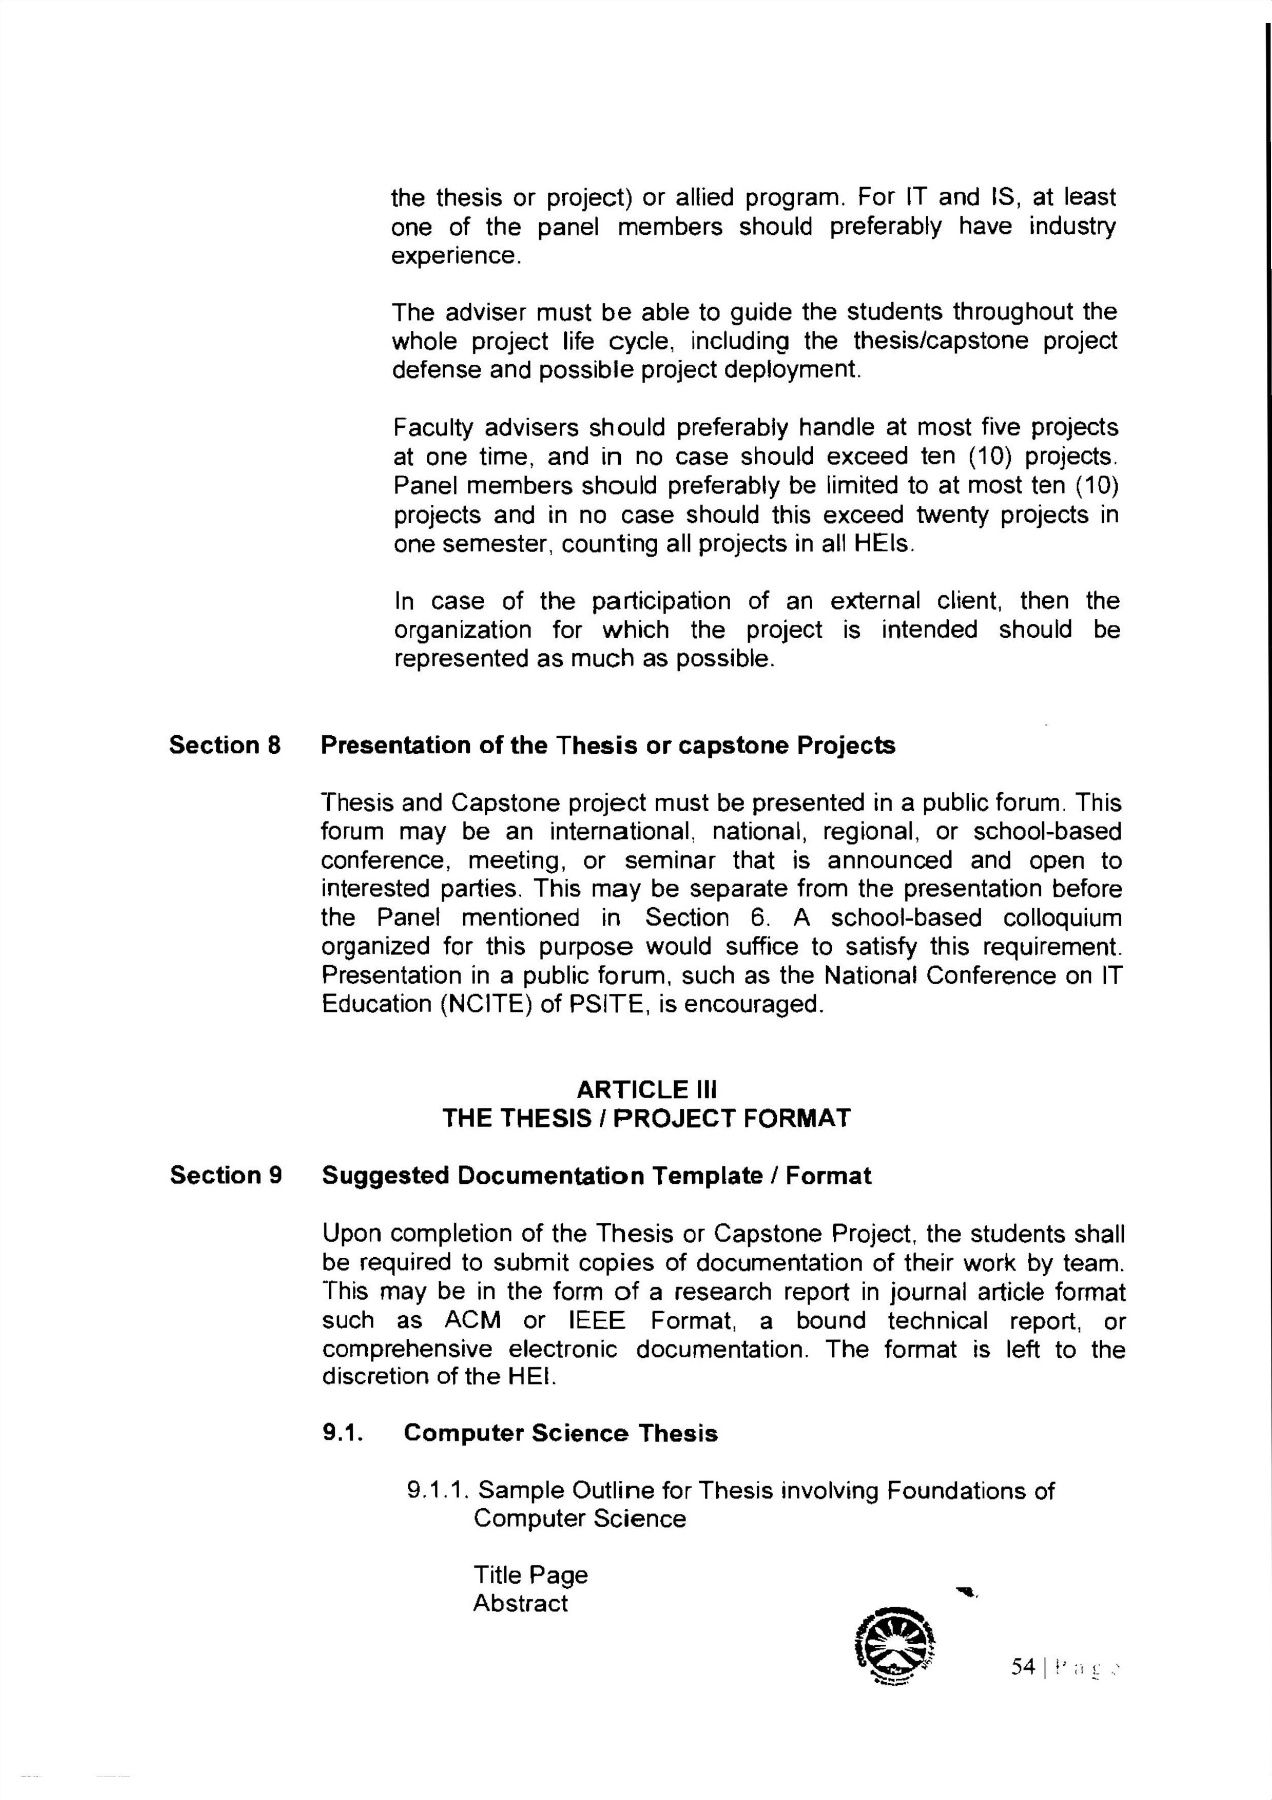 the thesis or project) or allied program. For IT and IS, at least
one of the panel members should preferably have industry
experience.
The adviser must be able to guide the students throughout the
whole project life cycle, including the thesis/capstone project
defense and possible project deployment.
Faculty advisers should preferably handle at most five projects
at one time, and in no case should exceed ten (10) projects.
Panel members should preferably be limited to at most ten (10)
projects and in no case should this exceed twenty projects in
one semester, counting all projects in all HEIs.
In case of the participation of an external client, then the
organization for which the project is intended should be
represented as much as possible.
Section 8 Presentation of the Thesis or capstone Projects
Thesis and Capstone project must be presented in a public forum. This
forum may be an international, national, regional, or school-based
conference, meeting, or seminar that is announced and open to
interested parties. This may be separate from the presentation before
the Panel mentioned in Section 6. A school-based colloquium
organized for this purpose would suffice to satisfy this requirement.
Presentation in a public forum, such as the National Conference on IT
Education (NCITE) of PSITE, is encouraged.
ARTICLE III
THE THESIS / PROJECT FORMAT
Section 9 Suggested Documentation Template / Format
Upon completion of the Thesis or Capstone Project, the students shall
be required to submit copies of documentation of their work by team.
This may be in the form of a research report in journal article format
such as ACM or IEEE Format, a bound technical report, or
comprehensive electronic documentation. The format is left to the
discretion of the HEI.
9.1. Computer Science Thesis
9.1.1. Sample Outline for Thesis involving Foundations of
Computer Science
Title Page
Abstract
54 | Page